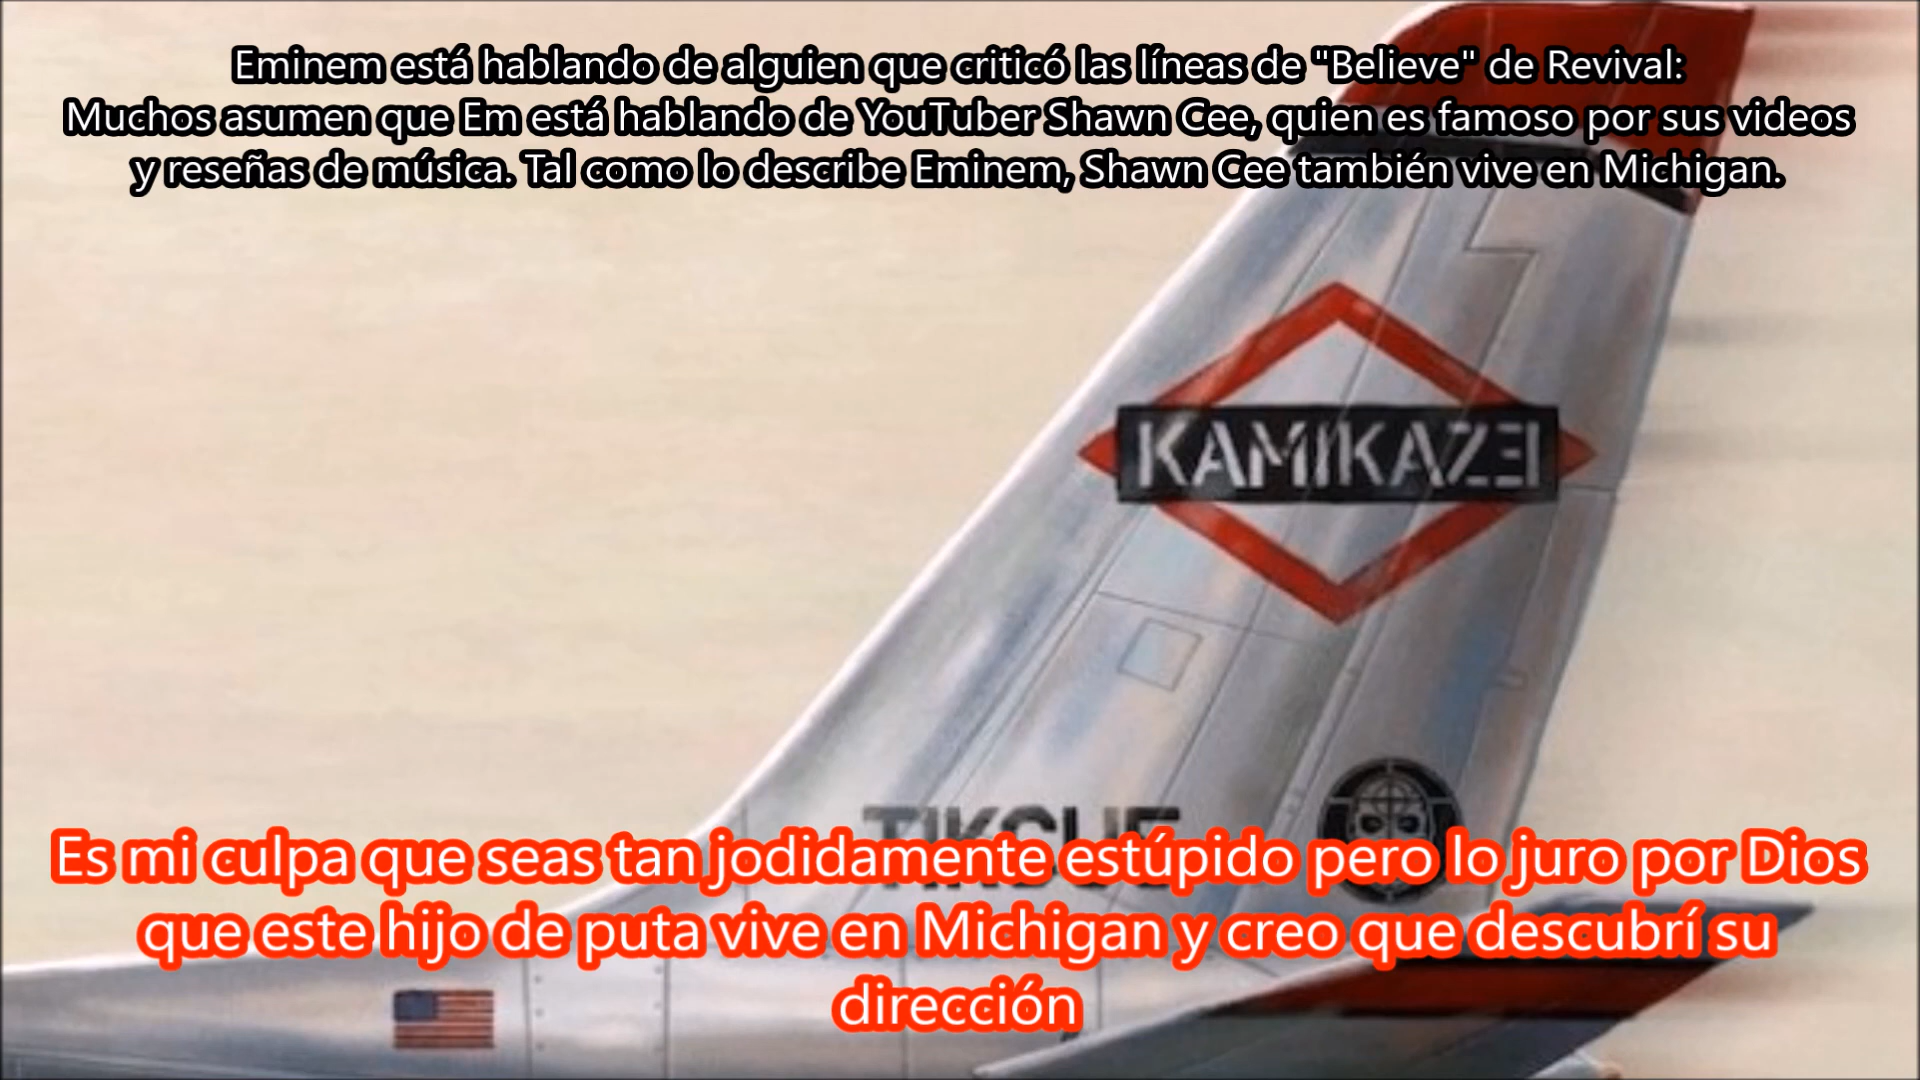 Eminem está hablando de alguien que criticó las líneas de "Believe" de Revival:
Muchos asumen que Em está hablando de YouTuber Shawn Cee, quien es famoso por sus videos
y reseñas de música. Tal como lo describe Eminem, Shawn Cee también vive en Michigan.
KAMIKAZE
TIKCUF
Es mi culpa que seas tan jodidamente estúpido pero lo juro por Dios
que este hijo de puta vive en Michigan y creo que descubrí su
dirección